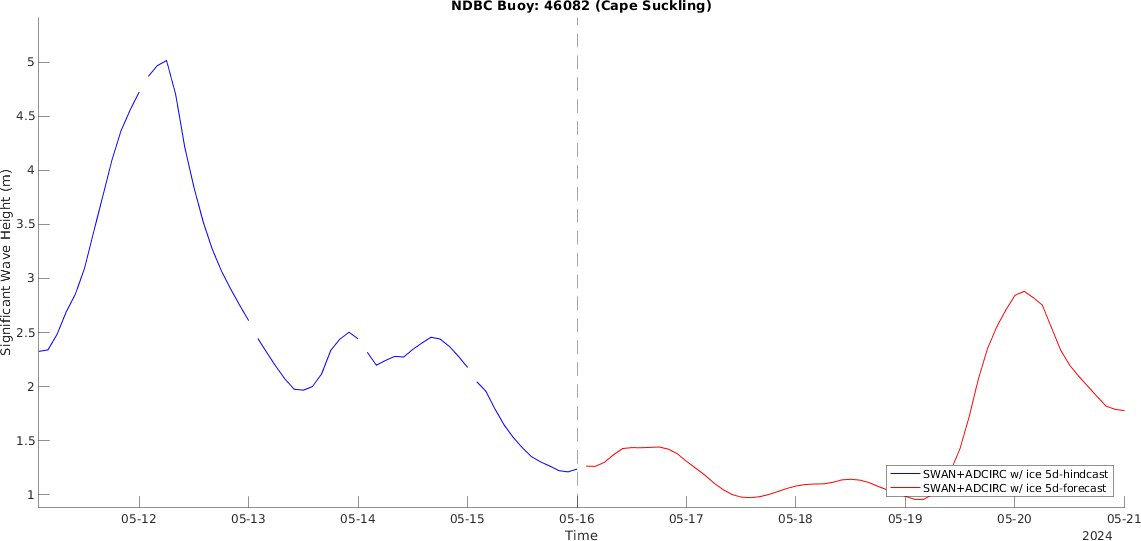 NDBC Buoy: 46082 (Cape Suckling)
Significant Wave Height (m)
5
4.5
4
3.5
3
2.5
2
1.5
1
SWAN+ADCIRC w/ ice 5d-hindcast
SWAN+ADCIRC w/ ice 5d-forecast
05-12 05-13 05-14 05-15 05-16 05-17 05-18 05-19 05-20 05-21
Time
2024